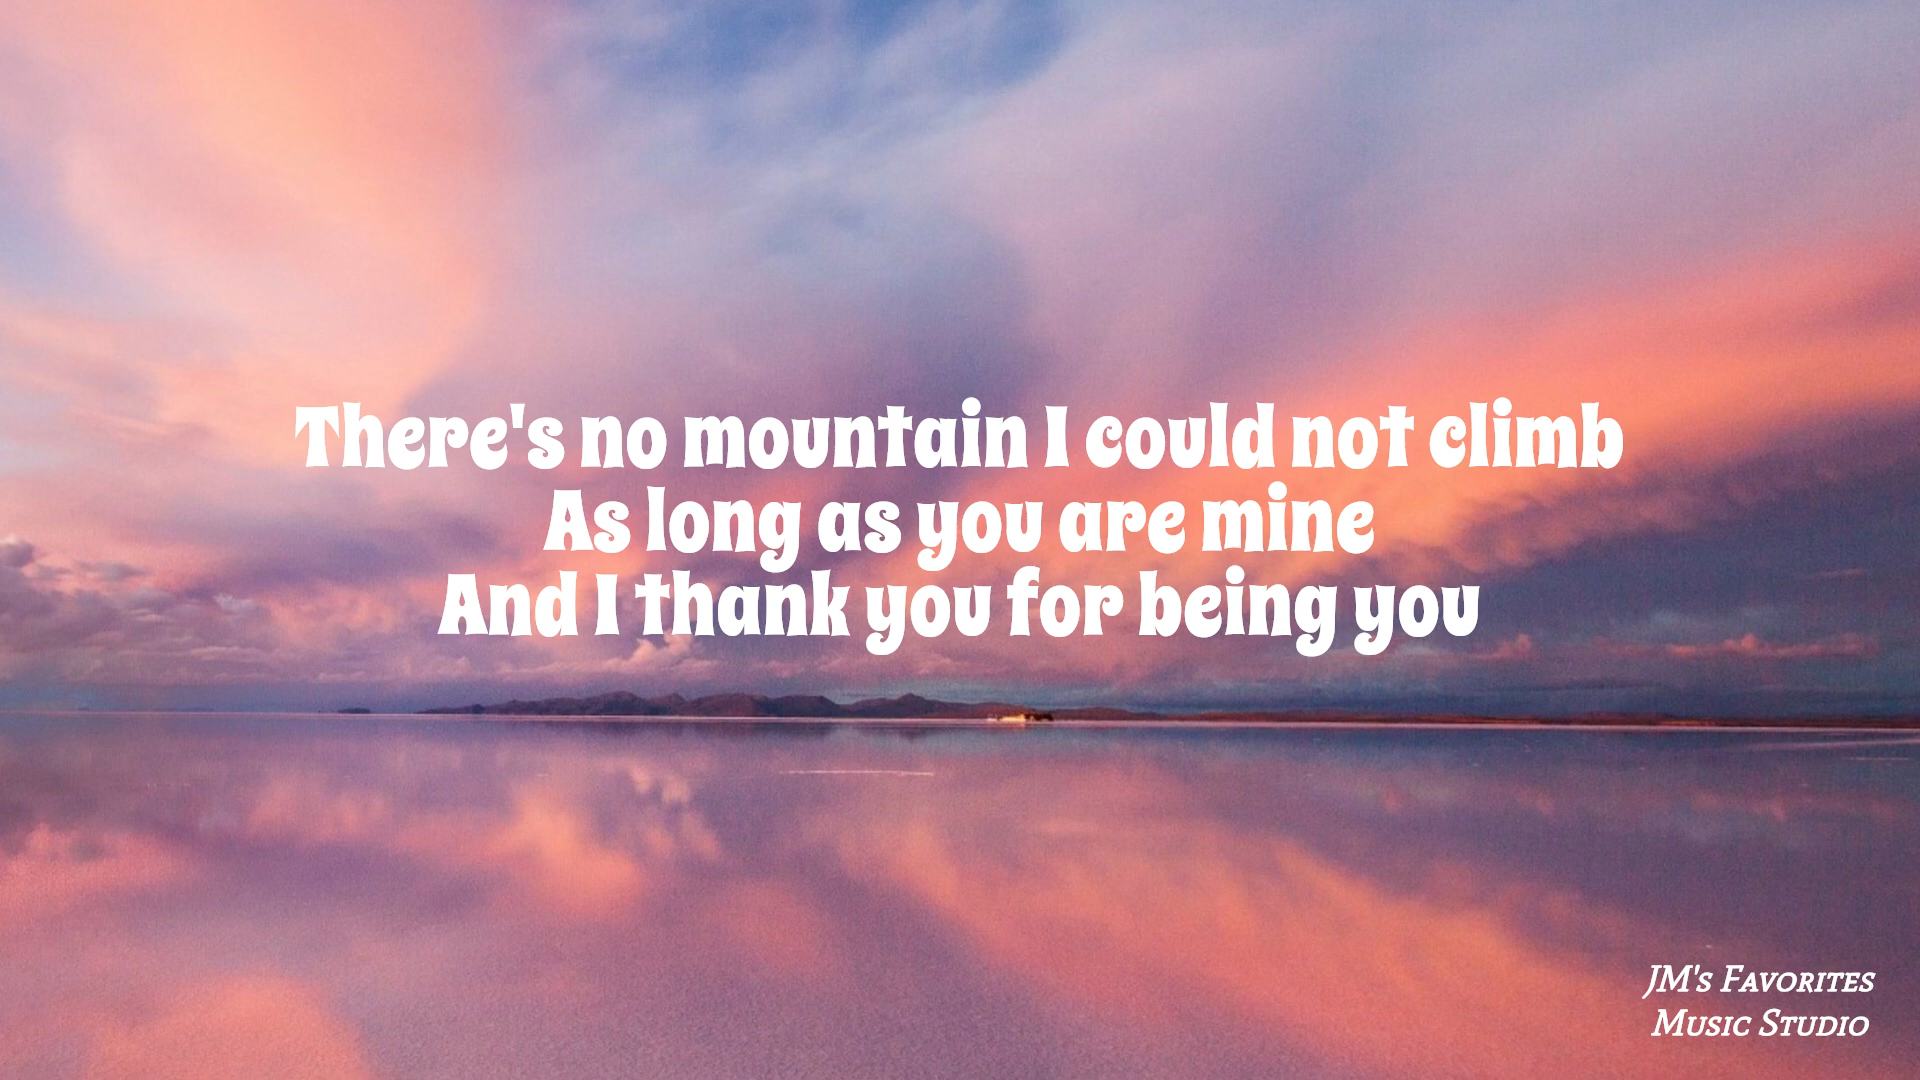 There's no mountain I could not climb
As long as you are mine
And I thank you for being you
JM's Favorites
Music Studio